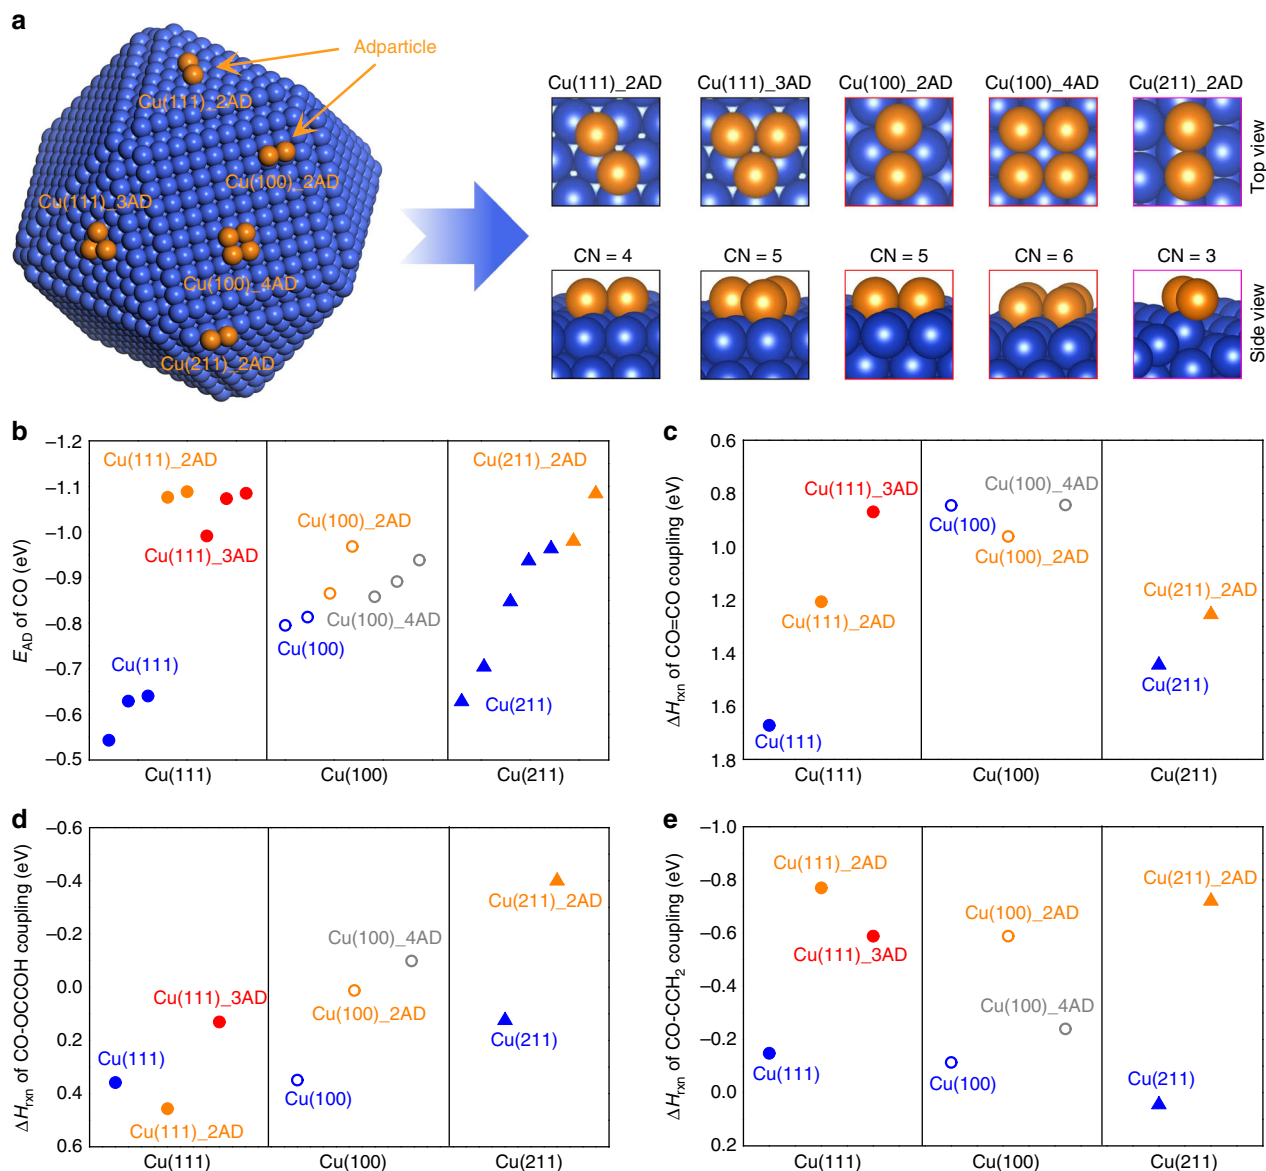 a
Adparticle
Cu(111)_2AD
Cu(100)_2AD
Cu(111)_3AD
Cu(100)_4AD
Cu(211)_2AD
Cu(111)_2AD
Cu(111)_3AD
Cu(100)_2AD
Cu(100)_4AD
Cu(211)_2AD
Top view
CN = 4
CN = 5
CN = 5
CN = 6
CN = 3
Side view
b
E_AD of CO (eV)
–1.2
–1.1
–1.0
–0.9
–0.8
–0.7
–0.6
–0.5
Cu(111)_2AD
Cu(111)_3AD
Cu(111)
Cu(100)_2AD
Cu(100)_4AD
Cu(100)
Cu(211)_2AD
Cu(211)
Cu(111)
Cu(100)
Cu(211)
c
ΔH_rxn of CO=CO coupling (eV)
0.6
0.8
1.0
1.2
1.4
1.6
1.8
Cu(111)_3AD
Cu(111)_2AD
Cu(111)
Cu(100)_4AD
Cu(100)
Cu(100)_2AD
Cu(211)_2AD
Cu(211)
Cu(111)
Cu(100)
Cu(211)
d
ΔH_rxn of CO-OCCOH coupling (eV)
–0.6
–0.4
–0.2
0.0
0.2
0.4
0.6
Cu(111)_3AD
Cu(111)
Cu(111)_2AD
Cu(100)_4AD
Cu(100)_2AD
Cu(100)
Cu(211)_2AD
Cu(211)
Cu(111)
Cu(100)
Cu(211)
e
ΔH_rxn of CO-CCH₂ coupling (eV)
–1.0
–0.8
–0.6
–0.4
–0.2
0.0
0.2
Cu(111)_2AD
Cu(111)_3AD
Cu(111)
Cu(100)_2AD
Cu(100)_4AD
Cu(100)
Cu(211)_2AD
Cu(211)
Cu(111)
Cu(100)
Cu(211)